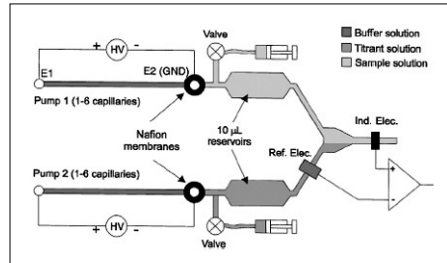 + HV -
Valve
Buffer solution
Titrant solution
Sample solution
E1
E2 (GND)
Pump 1 (1-6 capillaries)
Nafion
membranes
10 µL
reservoirs
Ind. Elec.
Ref. Elec.
+
-
Pump 2 (1-6 capillaries)
+ HV -
Valve